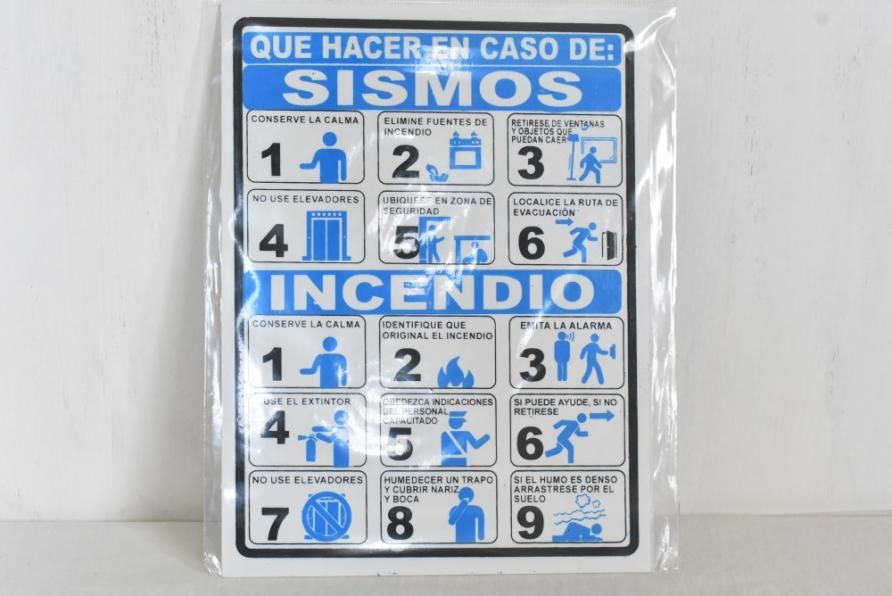 QUE HACER EN CASO DE:
SISMOS
CONSERVE LA CALMA
1
ELIMINE FUENTES DE
INCENDIO
2
RETIRESE DE VENTANAS
Y OBJETOS QUE
PUEDAN CAER
3
NO USE ELEVADORES
4
UBIQUESE EN ZONA DE
SEGURIDAD
5
LOCALICE LA RUTA DE
EVACUACIÓN
6
INCENDIO
CONSERVE LA CALMA
1
IDENTIFIQUE QUE
ORIGINAL EL INCENDIO
2
EMITA LA ALARMA
3
USE EL EXTINTOR
4
OBEDEZCA INDICACIONES
DEL PERSONAL
CAPACITADO
5
SI PUEDE AYUDE, SI NO
RETIRESE
6
NO USE ELEVADORES
7
HUMEDECER UN TRAPO
Y CUBRIR NARIZ
Y BOCA
8
SI EL HUMO ES DENSO
ARRASTRESE POR EL
SUELO
9